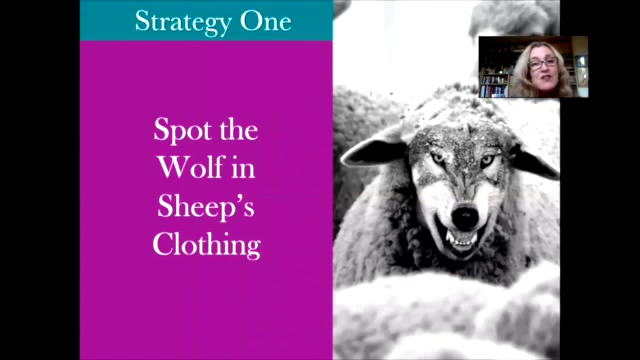 Strategy One
Spot the
Wolf in
Sheep's
Clothing